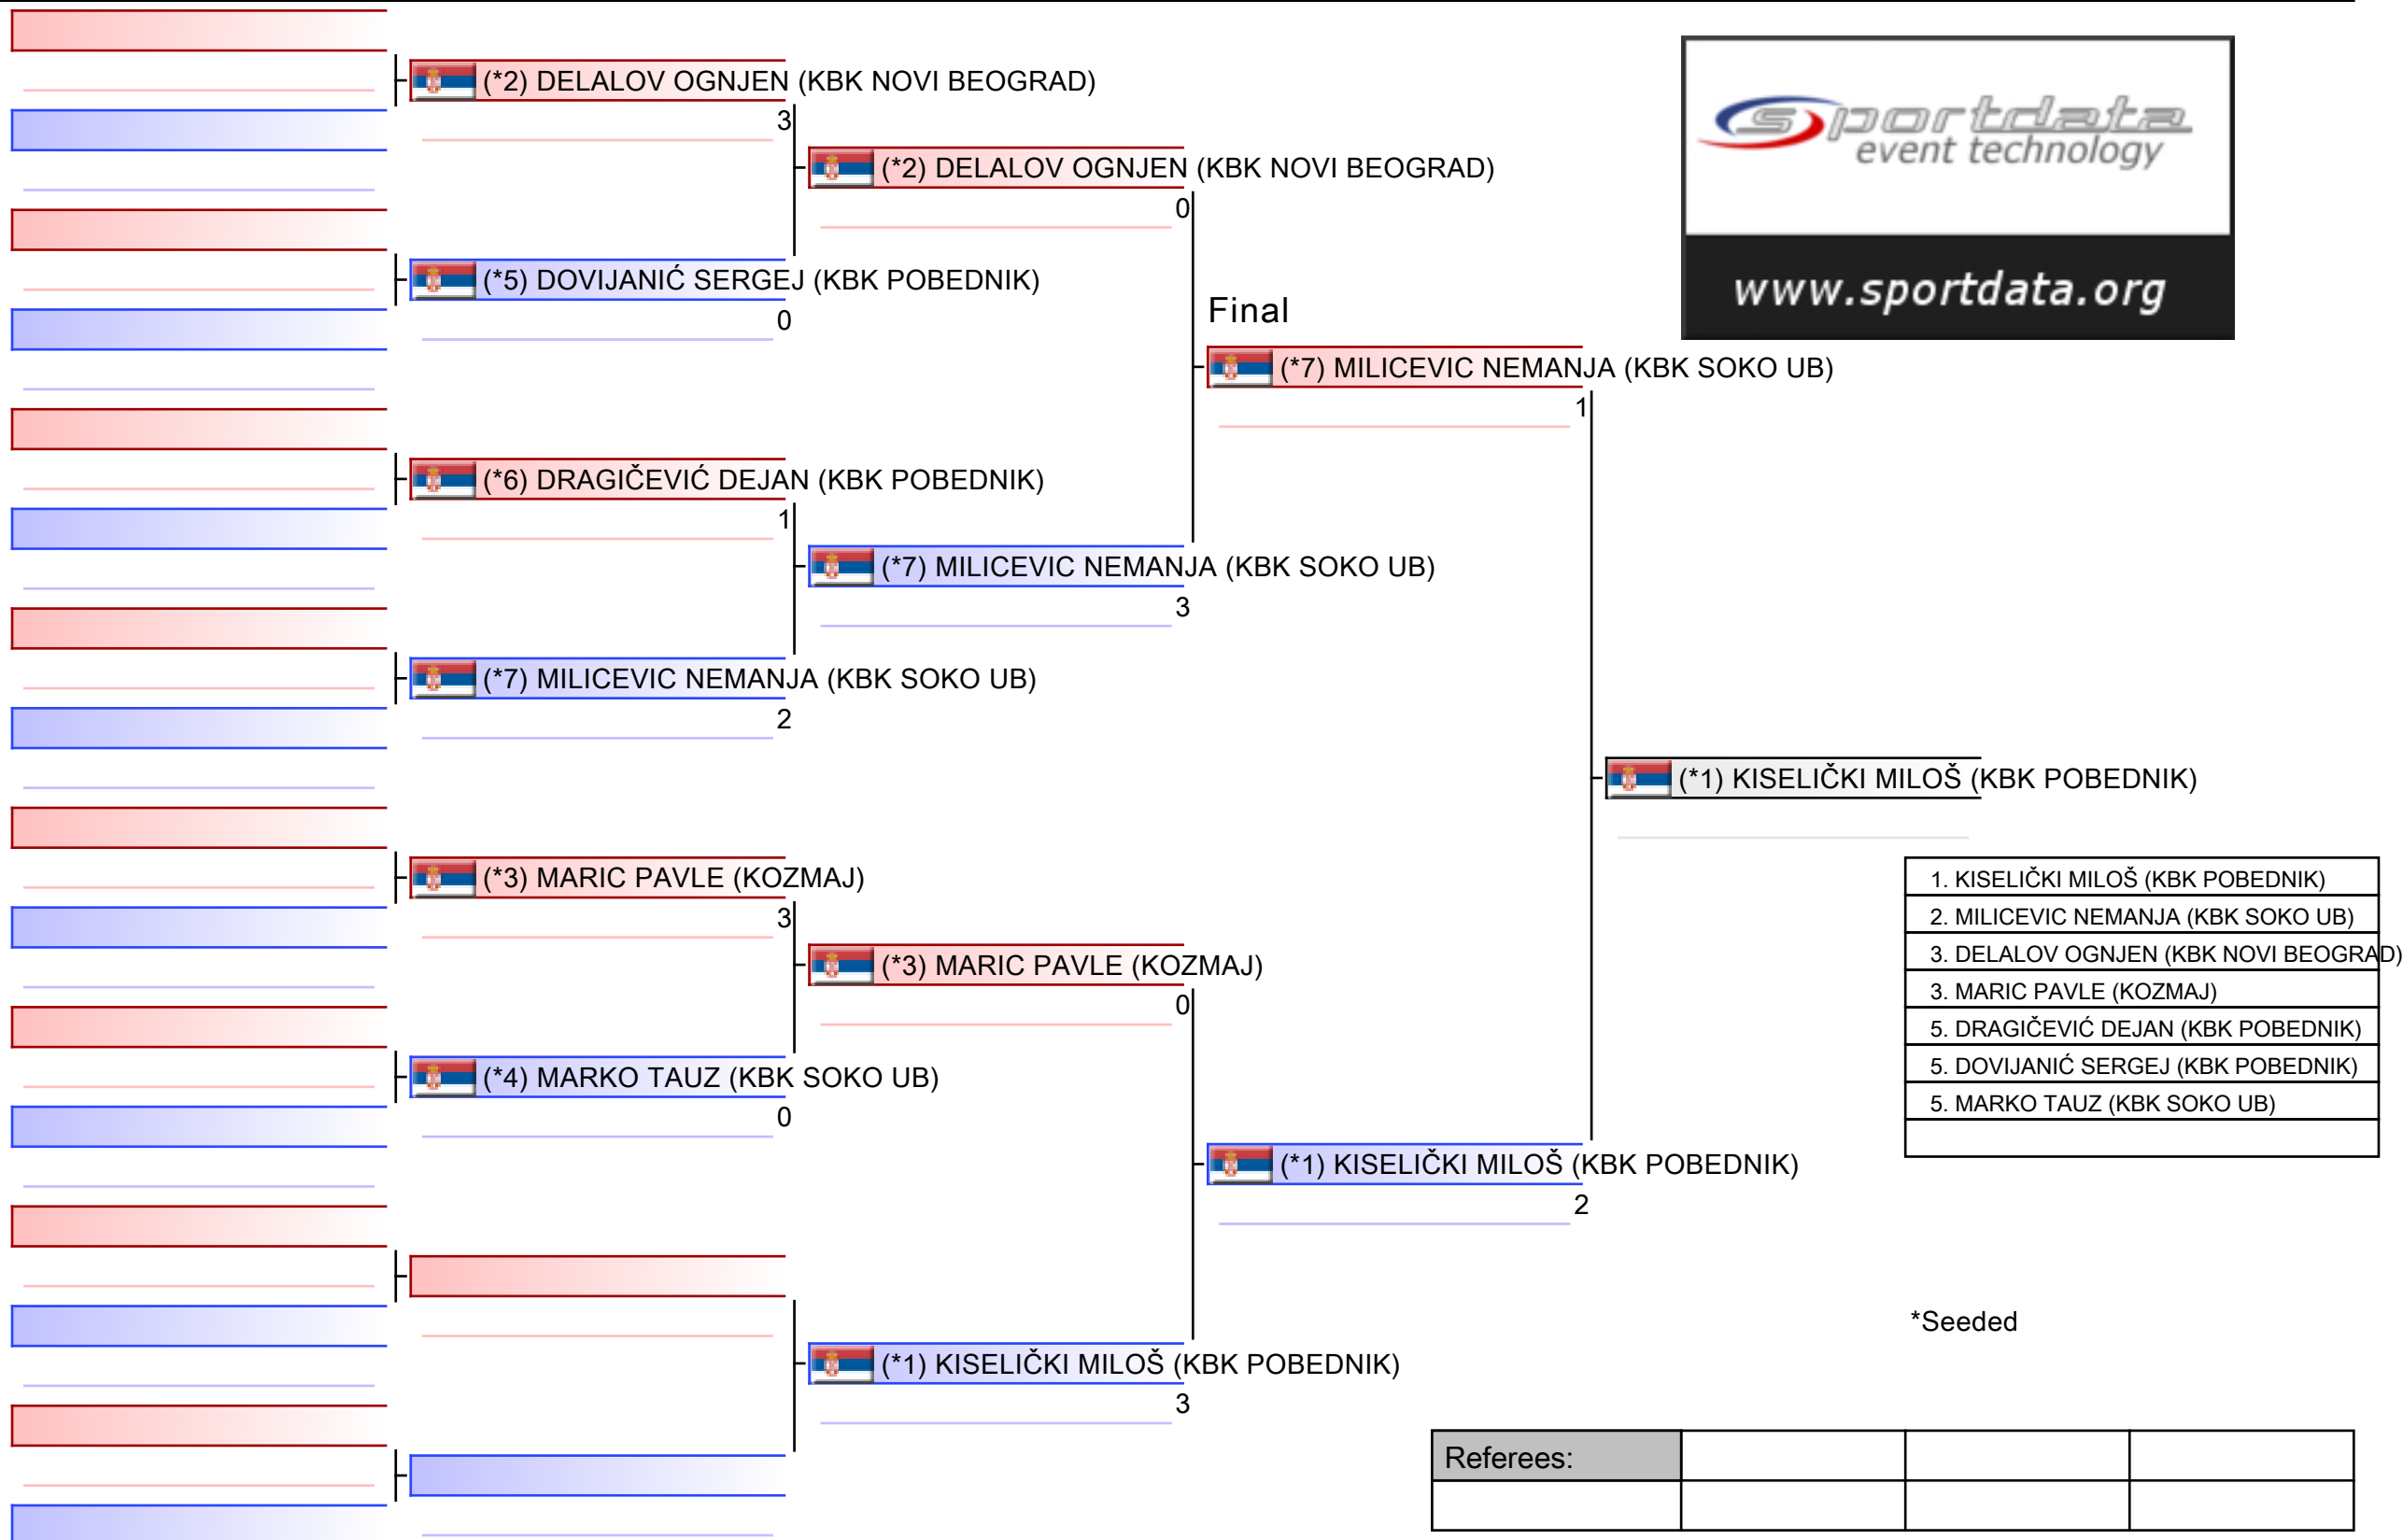 (*2) DELALOV OGNJEN (KBK NOVI BEOGRAD)
3
(*5) DOVIJANIĆ SERGEJ (KBK POBEDNIK)
0
(*6) DRAGIČEVIĆ DEJAN (KBK POBEDNIK)
1
(*7) MILICEVIC NEMANJA (KBK SOKO UB)
2
(*3) MARIC PAVLE (KOZMAJ)
3
(*4) MARKO TAUZ (KBK SOKO UB)
0
(*2) DELALOV OGNJEN (KBK NOVI BEOGRAD)
0
(*7) MILICEVIC NEMANJA (KBK SOKO UB)
3
(*3) MARIC PAVLE (KOZMAJ)
0
(*1) KISELIČKI MILOŠ (KBK POBEDNIK)
3
Final
(*7) MILICEVIC NEMANJA (KBK SOKO UB)
1
(*1) KISELIČKI MILOŠ (KBK POBEDNIK)
2
(*1) KISELIČKI MILOŠ (KBK POBEDNIK)
sportdata
event technology
www.sportdata.org
1. KISELIČKI MILOŠ (KBK POBEDNIK)
2. MILICEVIC NEMANJA (KBK SOKO UB)
3. DELALOV OGNJEN (KBK NOVI BEOGRAD)
3. MARIC PAVLE (KOZMAJ)
5. DRAGIČEVIĆ DEJAN (KBK POBEDNIK)
5. DOVIJANIĆ SERGEJ (KBK POBEDNIK)
5. MARKO TAUZ (KBK SOKO UB)
*Seeded
Referees: